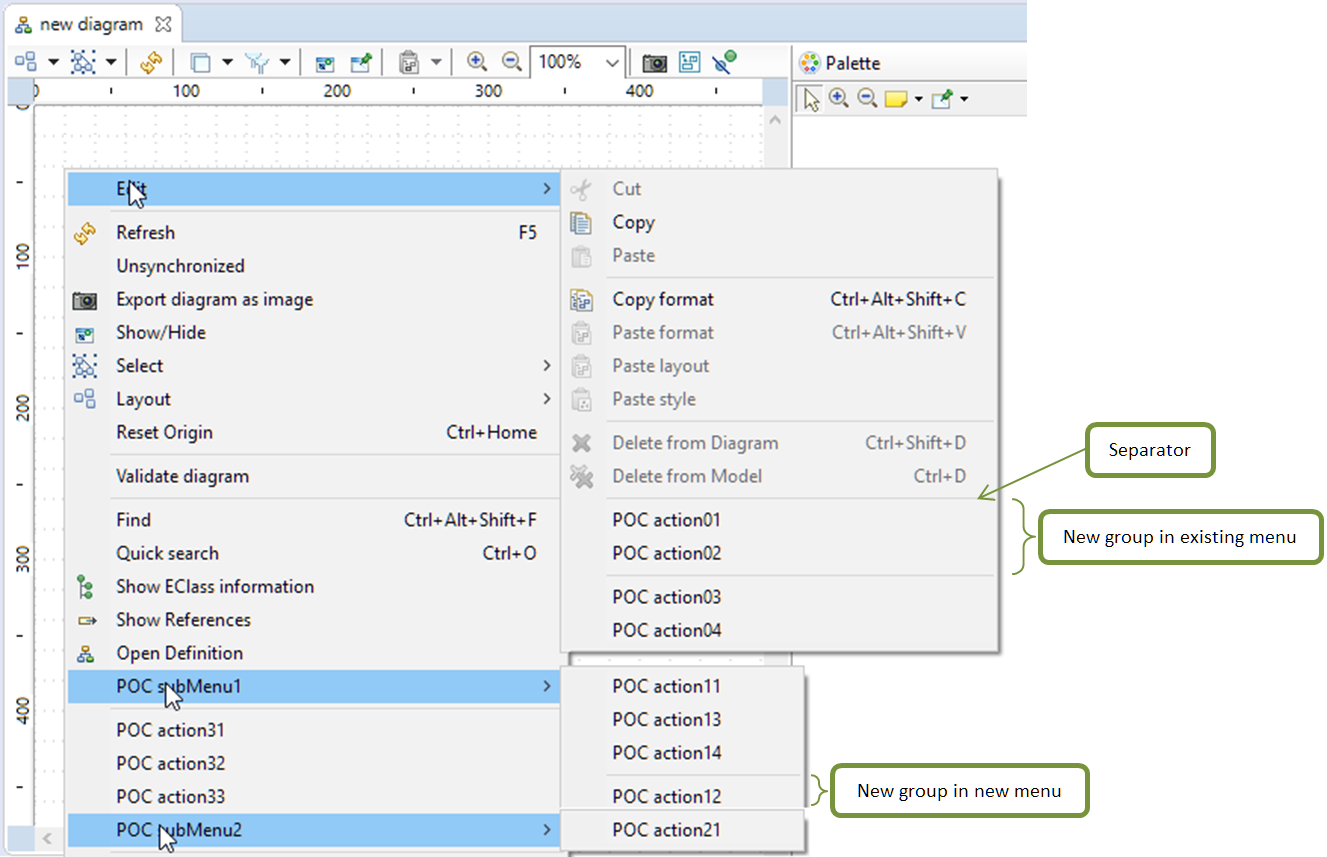 new diagram
100%
Palette
0 100 200 300 400
0
100
200
300
400
Edit
Refresh F5
Unsynchronized
Export diagram as image
Show/Hide
Select
Layout
Reset Origin Ctrl+Home
Validate diagram
Find Ctrl+Alt+Shift+F
Quick search Ctrl+O
Show EClass information
Show References
Open Definition
POC subMenu1
POC action31
POC action32
POC action33
POC subMenu2
Cut
Copy
Paste
Copy format Ctrl+Alt+Shift+C
Paste format Ctrl+Alt+Shift+V
Paste layout
Paste style
Delete from Diagram Ctrl+Shift+D
Delete from Model Ctrl+D
POC action01
POC action02
POC action03
POC action04
POC action11
POC action13
POC action14
POC action12
POC action21
Separator
New group in existing menu
New group in new menu